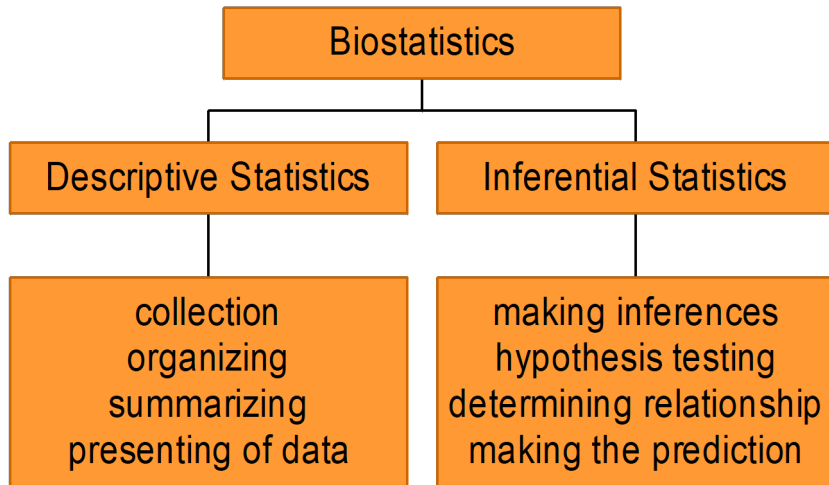 Biostatistics
Descriptive Statistics
Inferential Statistics
collection
organizing
summarizing
presenting of data
making inferences
hypothesis testing
determining relationship
making the prediction